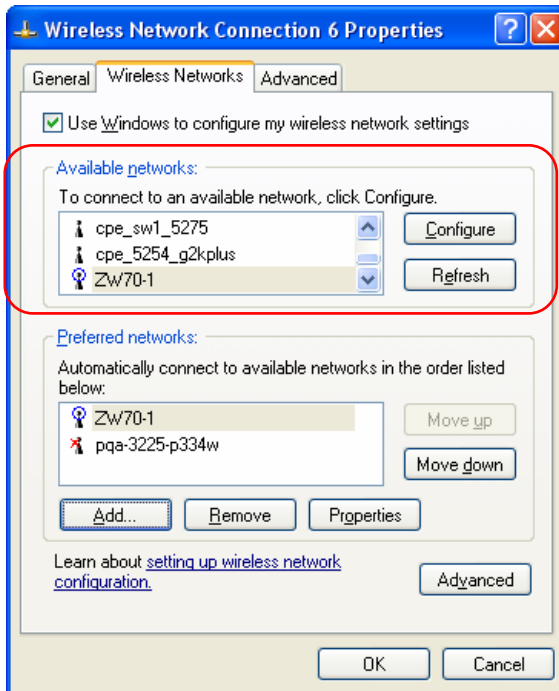 Wireless Network Connection 6 Properties
General
Wireless Networks
Advanced
Use Windows to configure my wireless network settings
Available networks:
To connect to an available network, click Configure.
cpe_sw1_5275
cpe_5254_g2kplus
ZW70-1
Configure
Refresh
Preferred networks:
Automatically connect to available networks in the order listed
below:
ZW70-1
pqa-3225-p334w
Move up
Move down
Add...
Remove
Properties
Learn about setting up wireless network
configuration.
Advanced
OK
Cancel